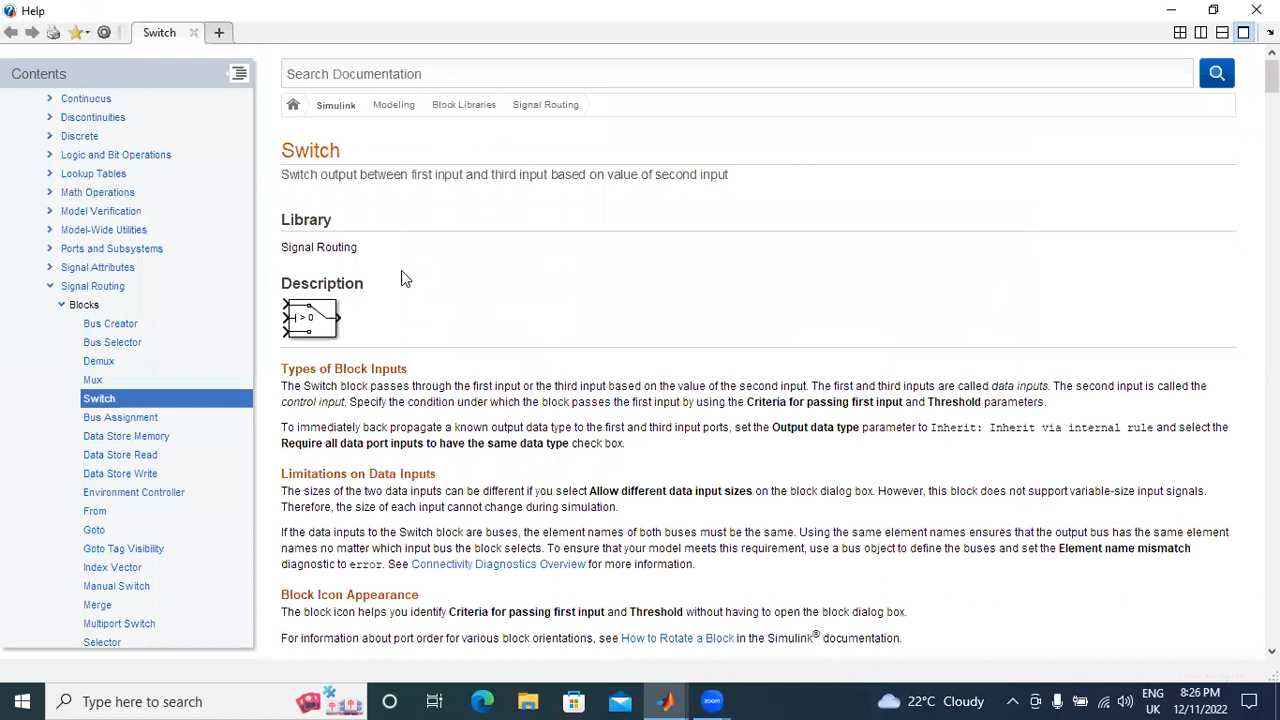 Help
Switch
Contents
Continuous
Discontinuities
Discrete
Logic and Bit Operations
Lookup Tables
Math Operations
Model Verification
Model-Wide Utilities
Ports and Subsystems
Signal Attributes
Signal Routing
Blocks
Bus Creator
Bus Selector
Demux
Mux
Switch
Bus Assignment
Data Store Memory
Data Store Read
Data Store Write
Environment Controller
From
Goto
Goto Tag Visibility
Index Vector
Manual Switch
Merge
Multiport Switch
Selector
Search Documentation
Simulink Modeling Block Libraries Signal Routing
Switch
Switch output between first input and third input based on value of second input
Library
Signal Routing
Description
> 0
Types of Block Inputs
The Switch block passes through the first input or the third input based on the value of the second input. The first and third inputs are called data inputs. The second input is called the
control input. Specify the condition under which the block passes the first input by using the Criteria for passing first input and Threshold parameters.
To immediately back propagate a known output data type to the first and third input ports, set the Output data type parameter to Inherit: Inherit via internal rule and select the
Require all data port inputs to have the same data type check box.
Limitations on Data Inputs
The sizes of the two data inputs can be different if you select Allow different data input sizes on the block dialog box. However, this block does not support variable-size input signals.
Therefore, the size of each input cannot change during simulation.
If the data inputs to the Switch block are buses, the element names of both buses must be the same. Using the same element names ensures that the output bus has the same element
names no matter which input bus the block selects. To ensure that your model meets this requirement, use a bus object to define the buses and set the Element name mismatch
diagnostic to error. See Connectivity Diagnostics Overview for more information.
Block Icon Appearance
The block icon helps you identify Criteria for passing first input and Threshold without having to open the block dialog box.
For information about port order for various block orientations, see How to Rotate a Block in the Simulink® documentation.
Type here to search
zoom
22°C Cloudy
ENG
UK
8:26 PM
12/11/2022